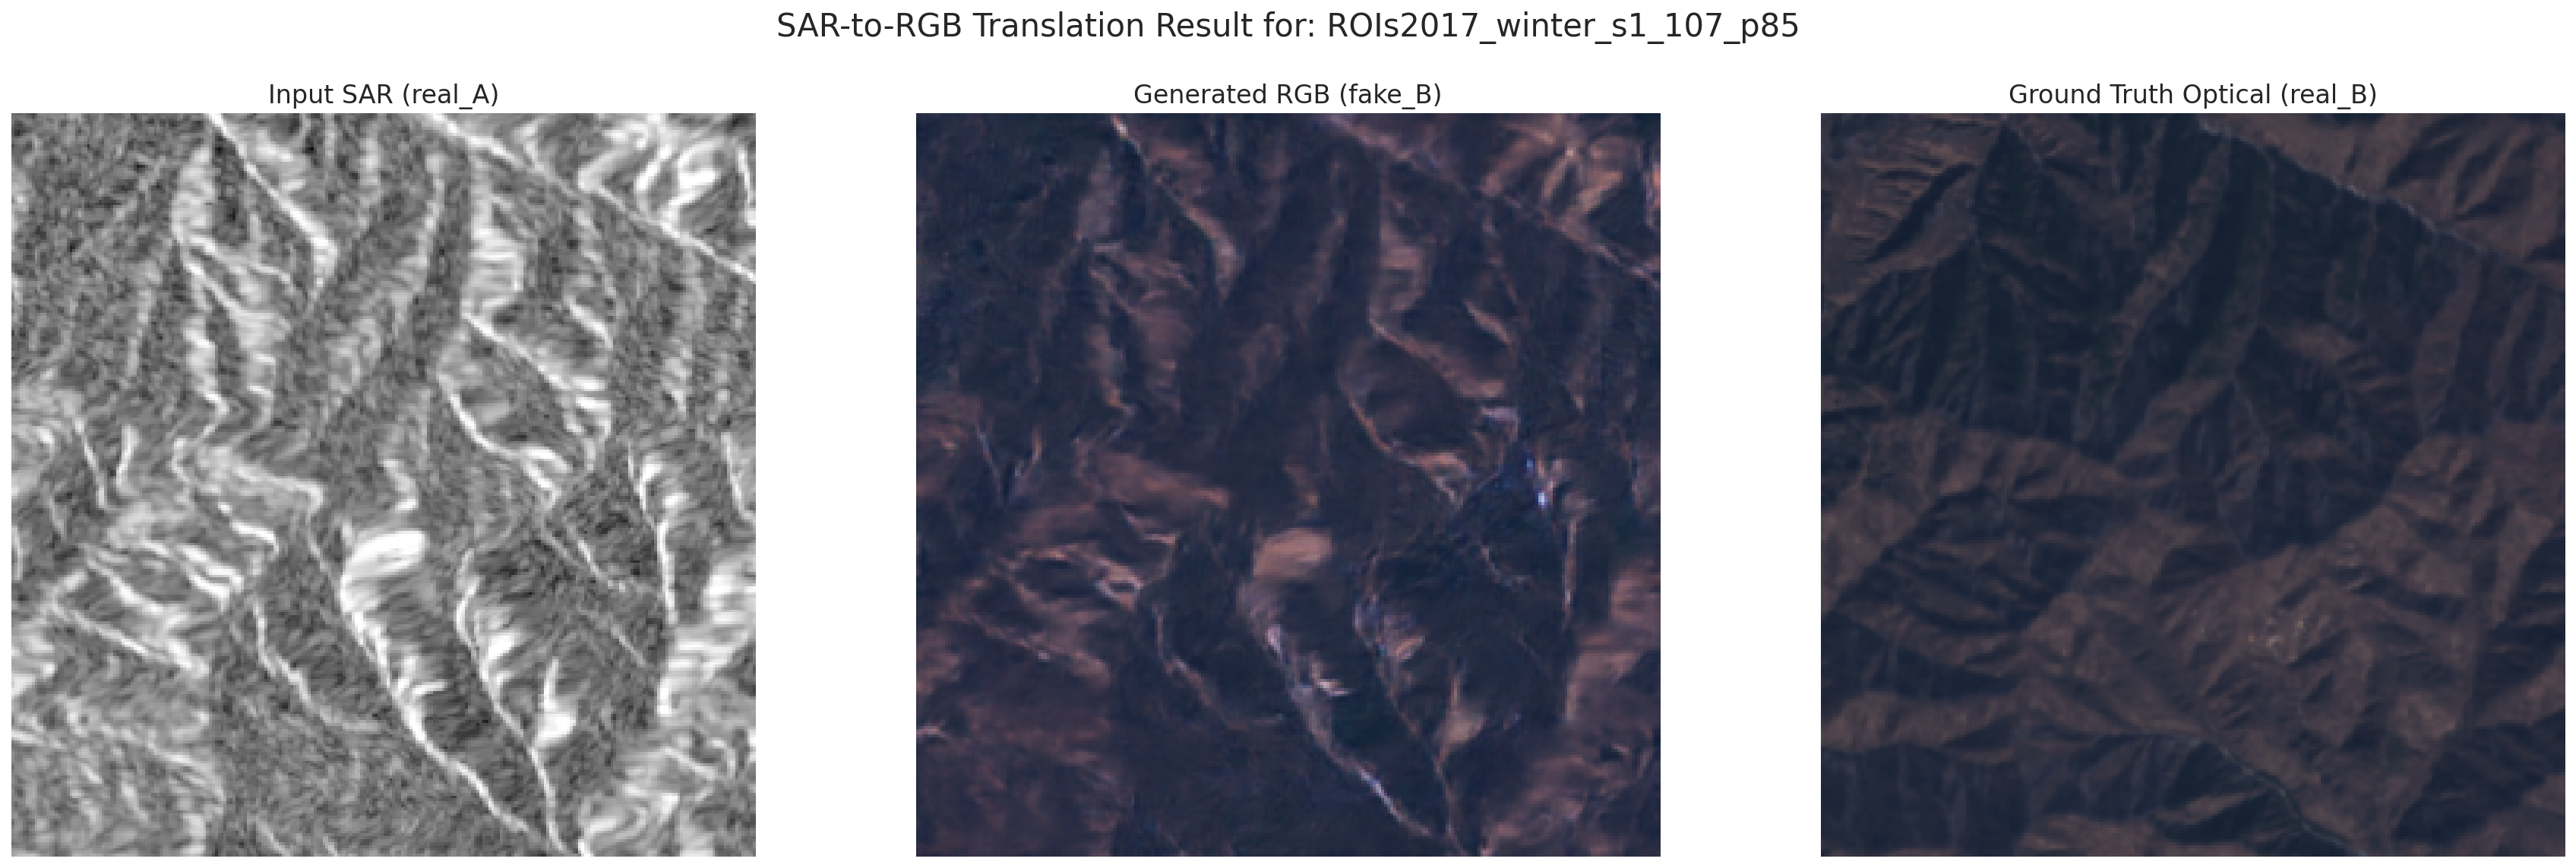 SAR-to-RGB Translation Result for: ROIs2017_winter_s1_107_p85
Input SAR (real_A)
Generated RGB (fake_B)
Ground Truth Optical (real_B)